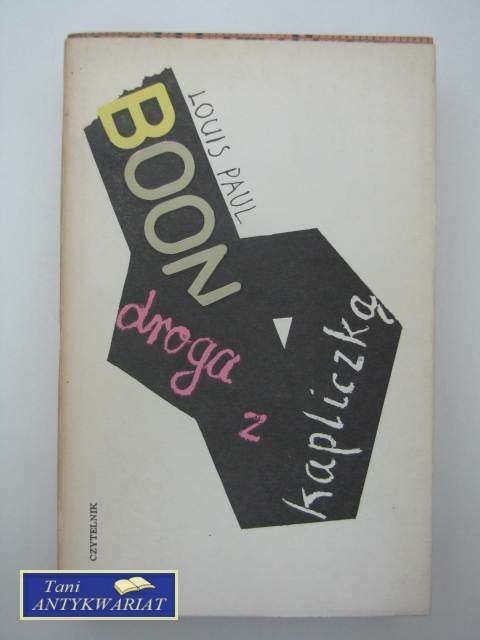 LOUIS PAUL
BOON
droga
z
kapliczką
CZYTELNIK
Tani
ANTYKWARIAT